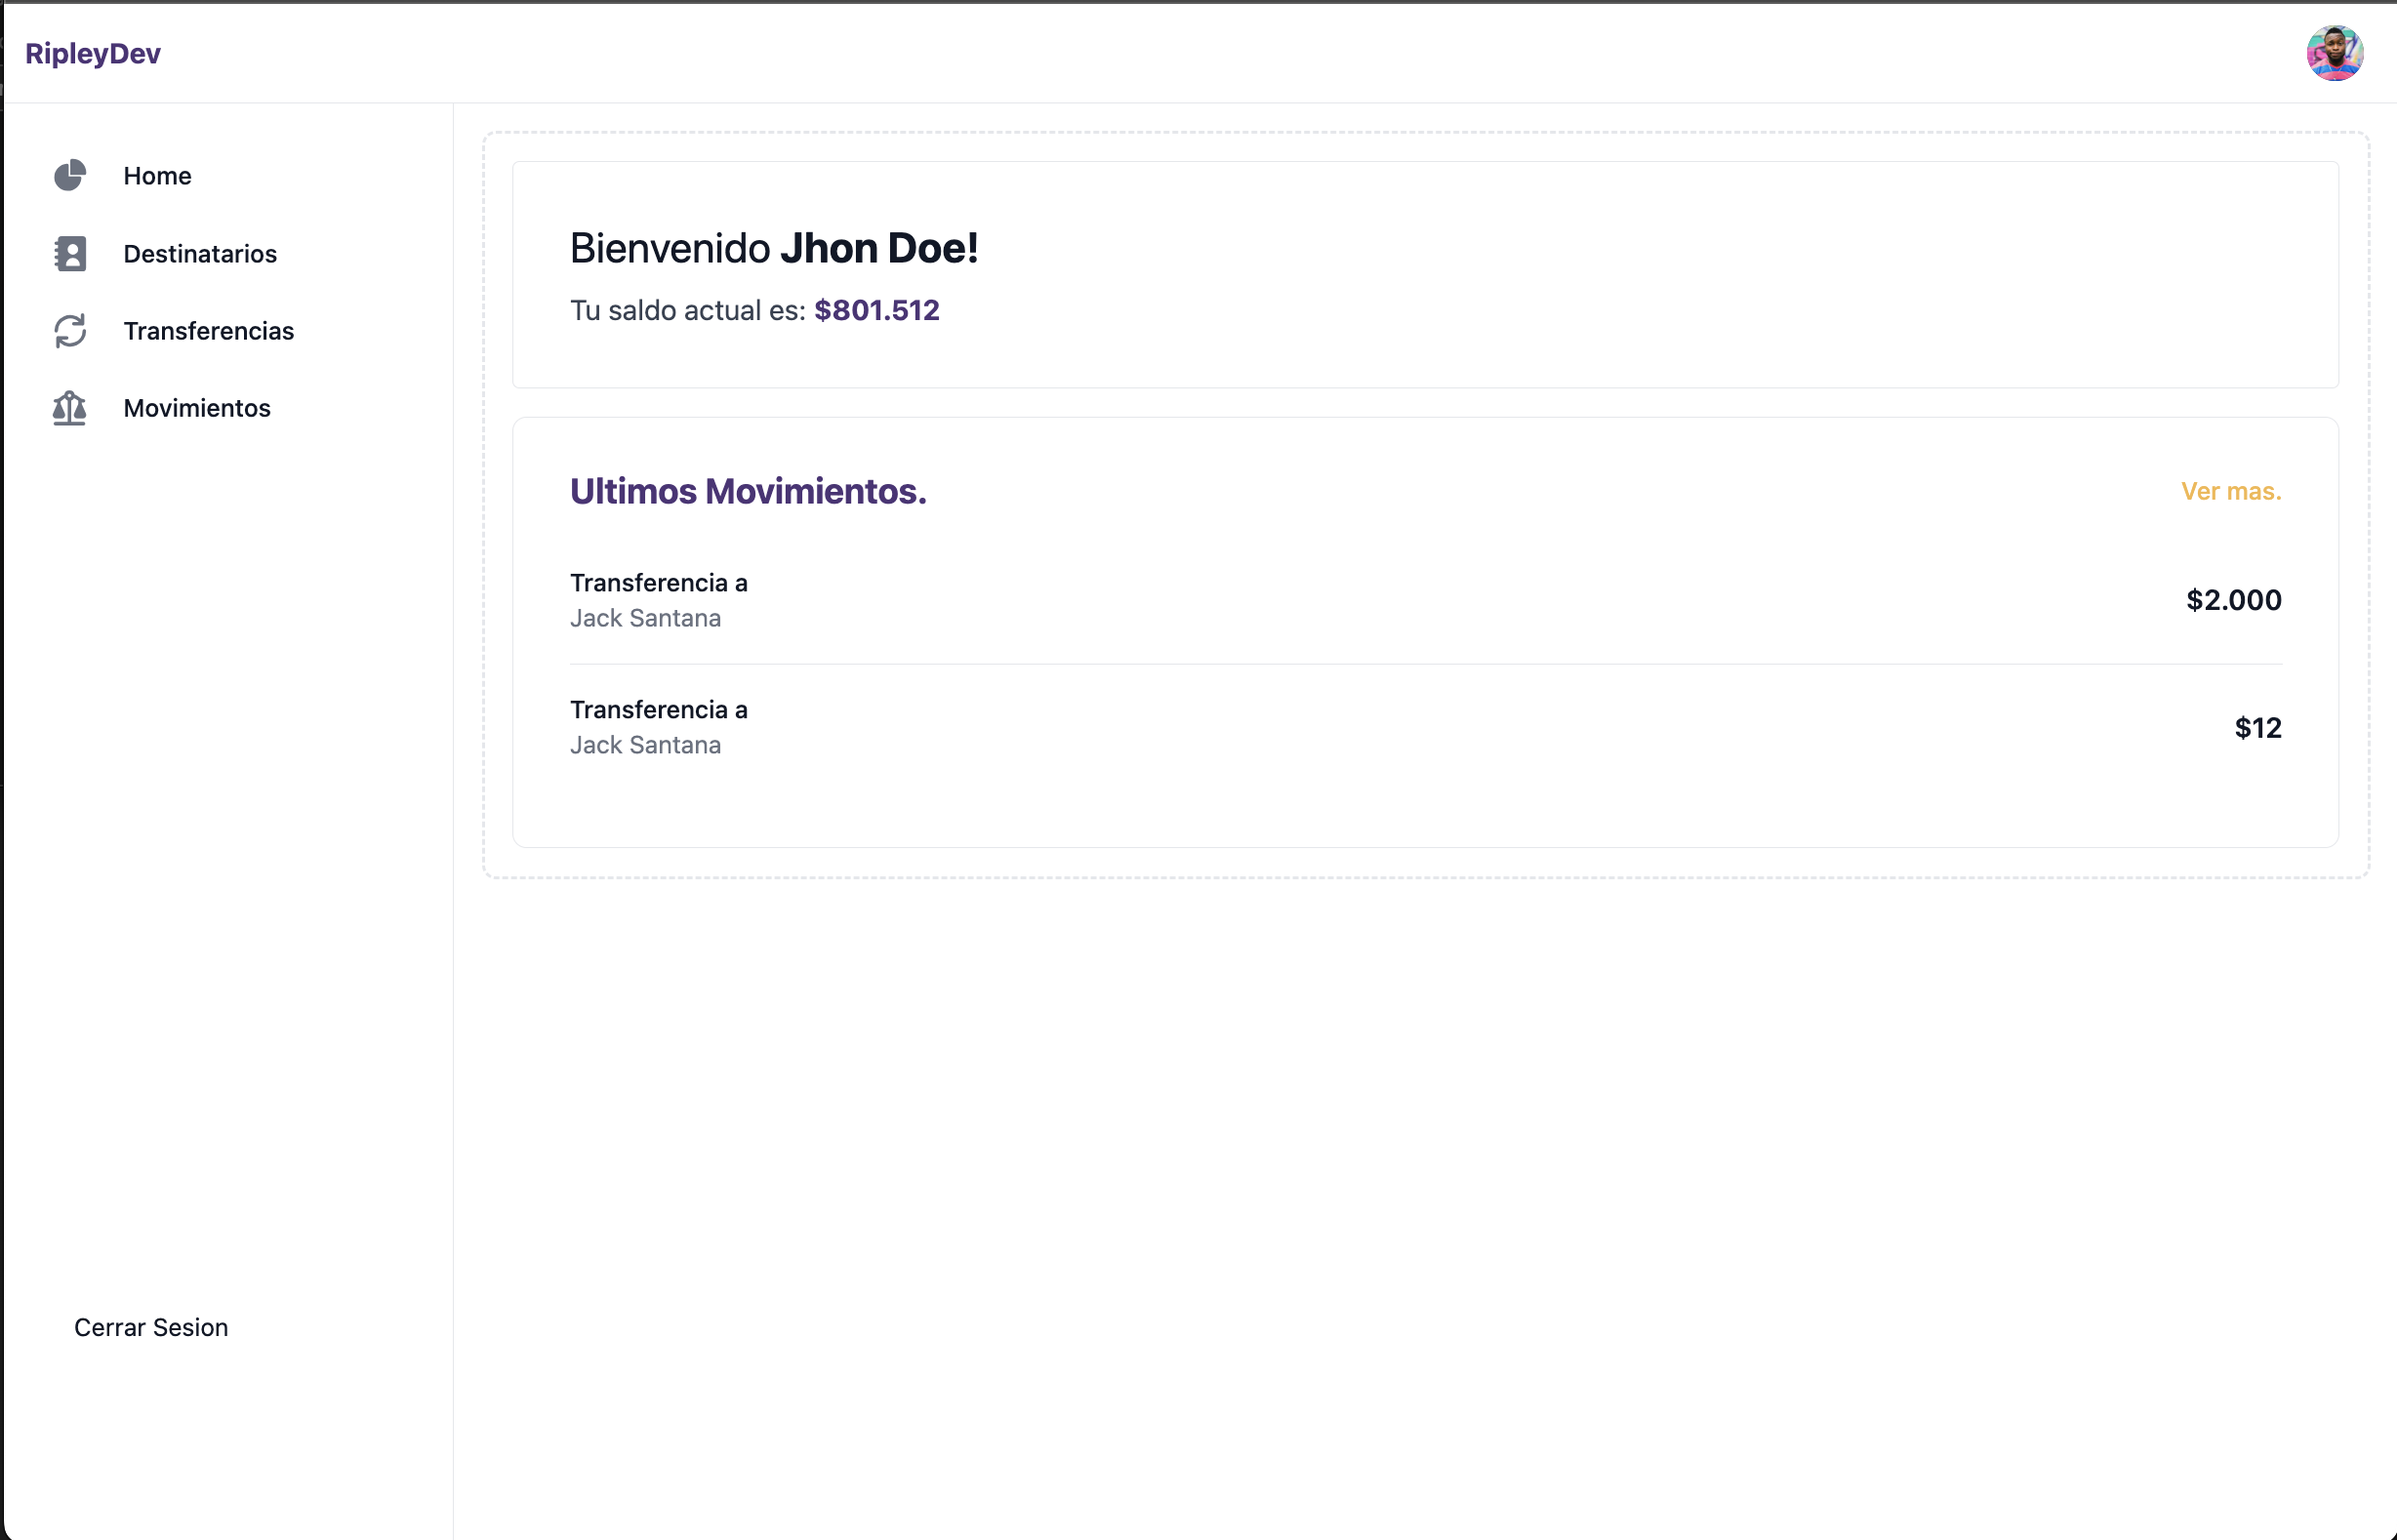 RipleyDev
Home
Destinatarios
Transferencias
Movimientos
Cerrar Sesion
Bienvenido Jhon Doe!
Tu saldo actual es: $801.512
Ultimos Movimientos.
Ver mas.
Transferencia a
Jack Santana
$2.000
Transferencia a
Jack Santana
$12